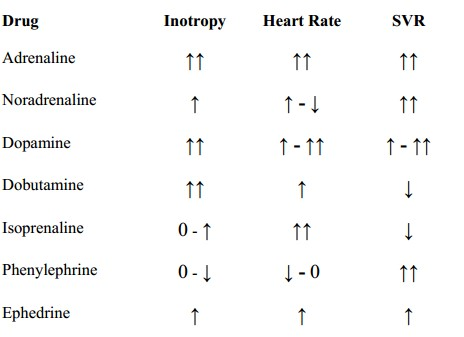 Drug Inotropy Heart Rate SVR
Adrenaline ↑↑ ↑↑ ↑↑
Noradrenaline ↑ ↑-↓ ↑↑
Dopamine ↑↑ ↑-↑↑ ↑-↑↑
Dobutamine ↑↑ ↑ ↓
Isoprenaline 0-↑ ↑↑ ↓
Phenylephrine 0-↓ ↓-0 ↑↑
Ephedrine ↑ ↑ ↑